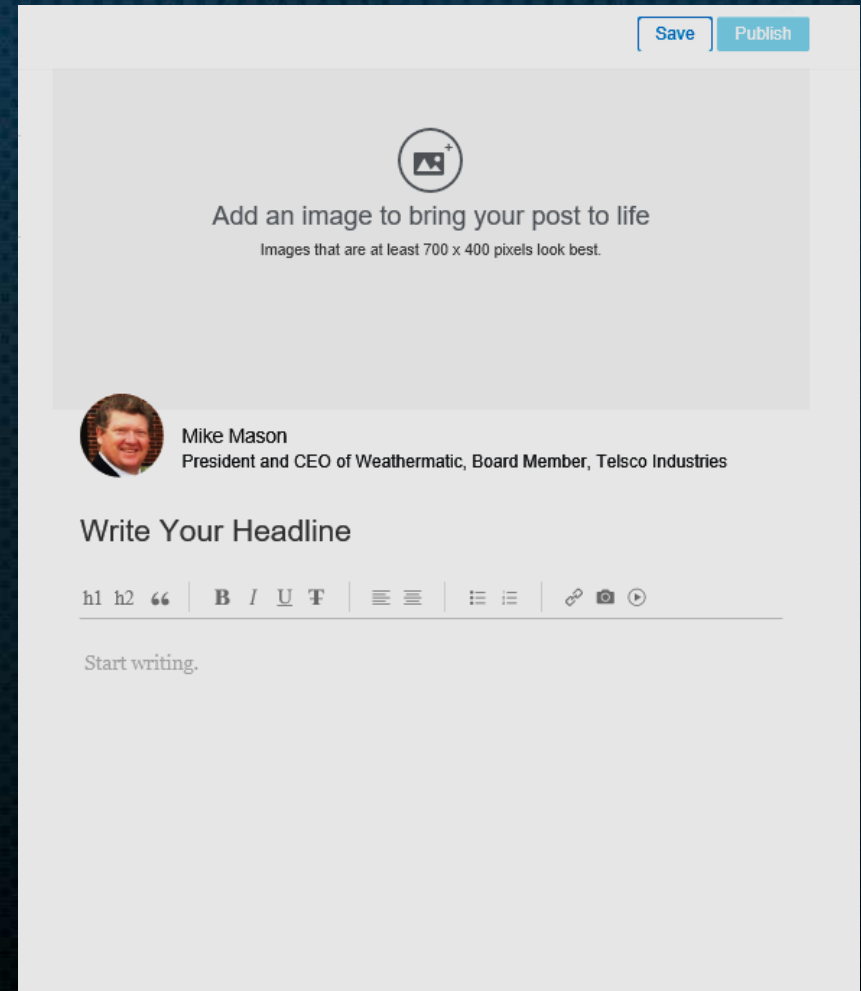 Save Publish
Add an image to bring your post to life
Images that are at least 700 x 400 pixels look best.
Mike Mason
President and CEO of Weathermatic, Board Member, Telsco Industries
Write Your Headline
h1 h2 “ B I U T
Start writing.